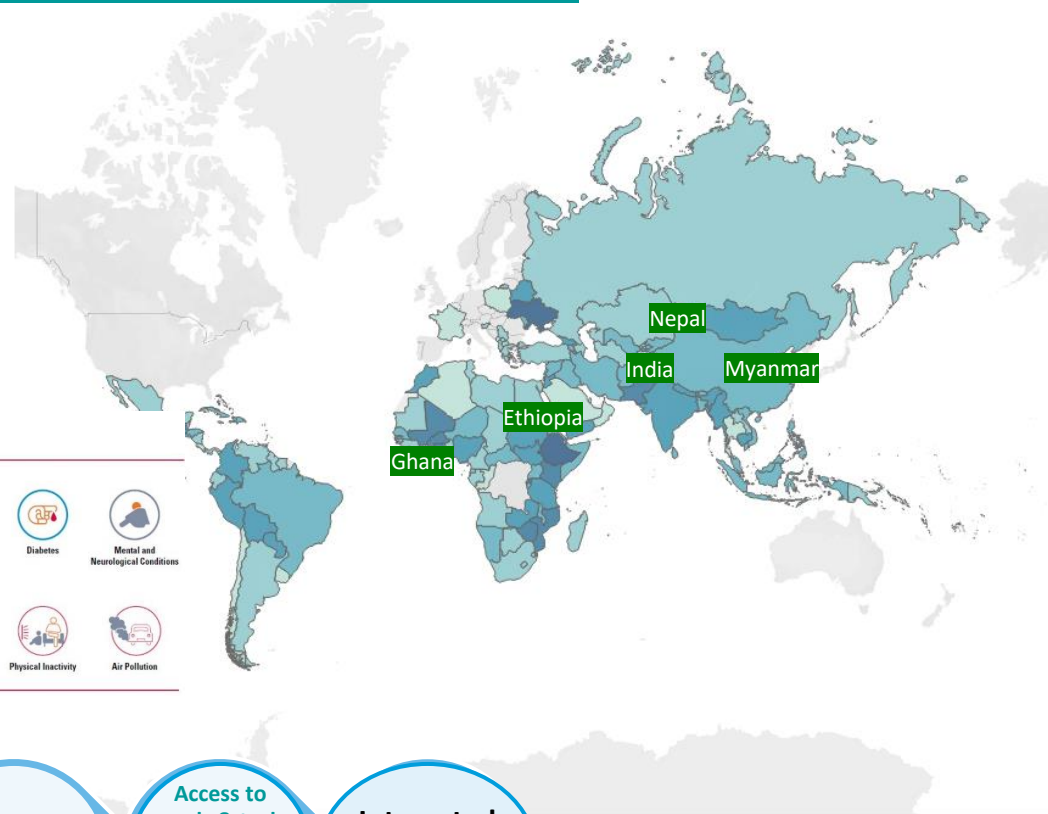 Nepal
India
Myanmar
Ethiopia
Ghana
Diabetes
Mental and
Neurological Conditions
Physical Inactivity
Air Pollution
Access to